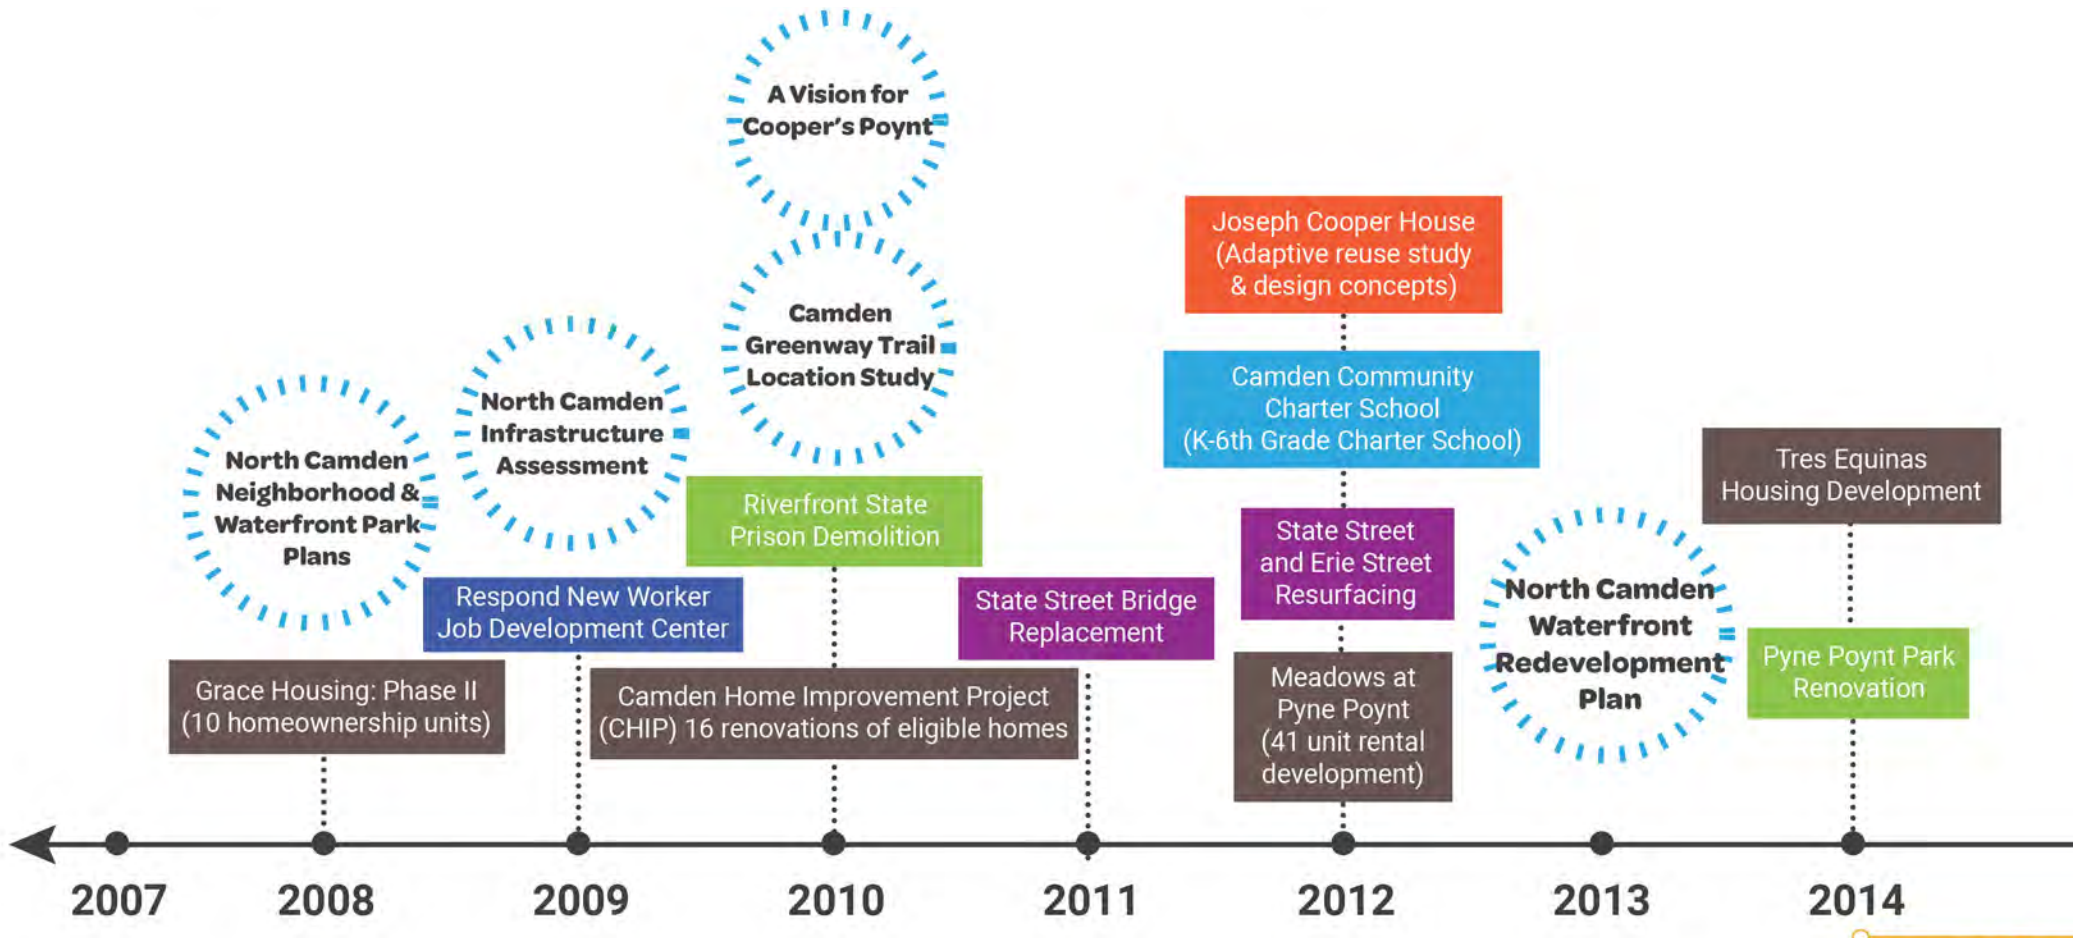 A Vision for
Cooper's Poynt
Camden
Greenway Trail
Location Study
North Camden
Infrastructure
Assessment
North Camden
Neighborhood &
Waterfront Park
Plans
Riverfront State
Prison Demolition
Respond New Worker
Job Development Center
Grace Housing: Phase II
(10 homeownership units)
Camden Home Improvement Project
(CHIP) 16 renovations of eligible homes
State Street Bridge
Replacement
Joseph Cooper House
(Adaptive reuse study
& design concepts)
Camden Community
Charter School
(K-6th Grade Charter School)
State Street
and Erie Street
Resurfacing
Meadows at
Pyne Poynt
(41 unit rental
development)
North Camden
Waterfront
Redevelopment
Plan
Tres Equinas
Housing Development
Pyne Poynt Park
Renovation
2007
2008
2009
2010
2011
2012
2013
2014